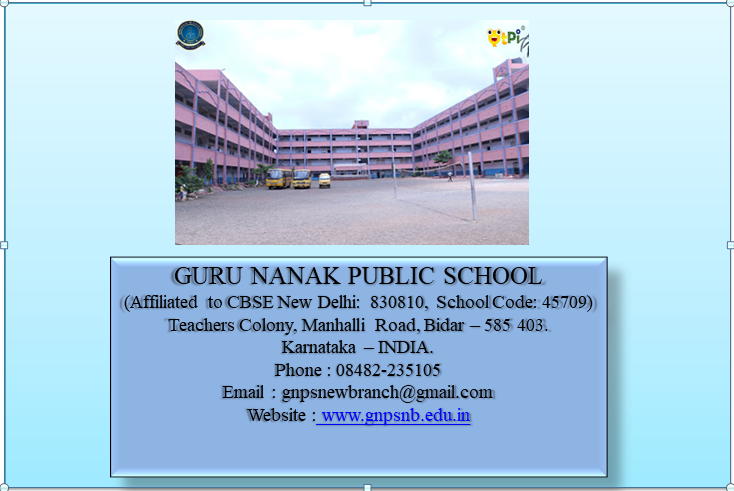 QtPi
GURU NANAK PUBLIC SCHOOL
(Affiliated to CBSE New Delhi: 830810, School Code: 45709)
Teachers Colony, Manhalli Road, Bidar – 585 403.
Karnataka – INDIA.
Phone : 08482-235105
Email : gnpsnewbranch@gmail.com
Website : www.gnpsnb.edu.in